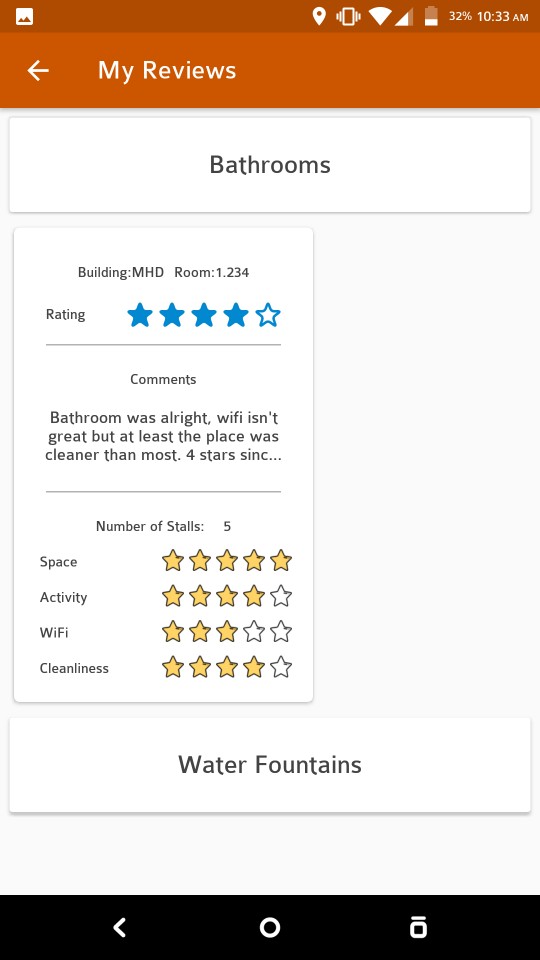 32% 10:33 AM
My Reviews
Bathrooms
Building:MHD Room:1.234
Rating
Comments
Bathroom was alright, wifi isn't
great but at least the place was
cleaner than most. 4 stars sinc...
Number of Stalls: 5
Space
Activity
WiFi
Cleanliness
Water Fountains